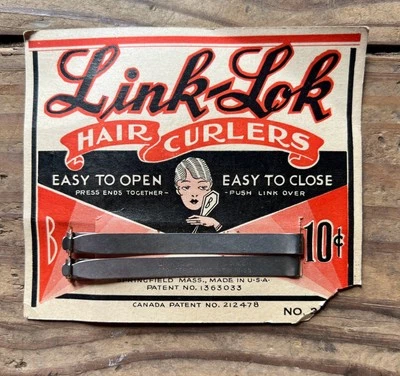 Link-Lok
HAIR CURLERS
EASY TO OPEN
PRESS ENDS TOGETHER-
EASY TO CLOSE
-PUSH LINK OVER
B
10¢
MASS., MADE IN U-S-A-
PATENT NO. 1363033
CANADA PATENT NO. 212478
NO.